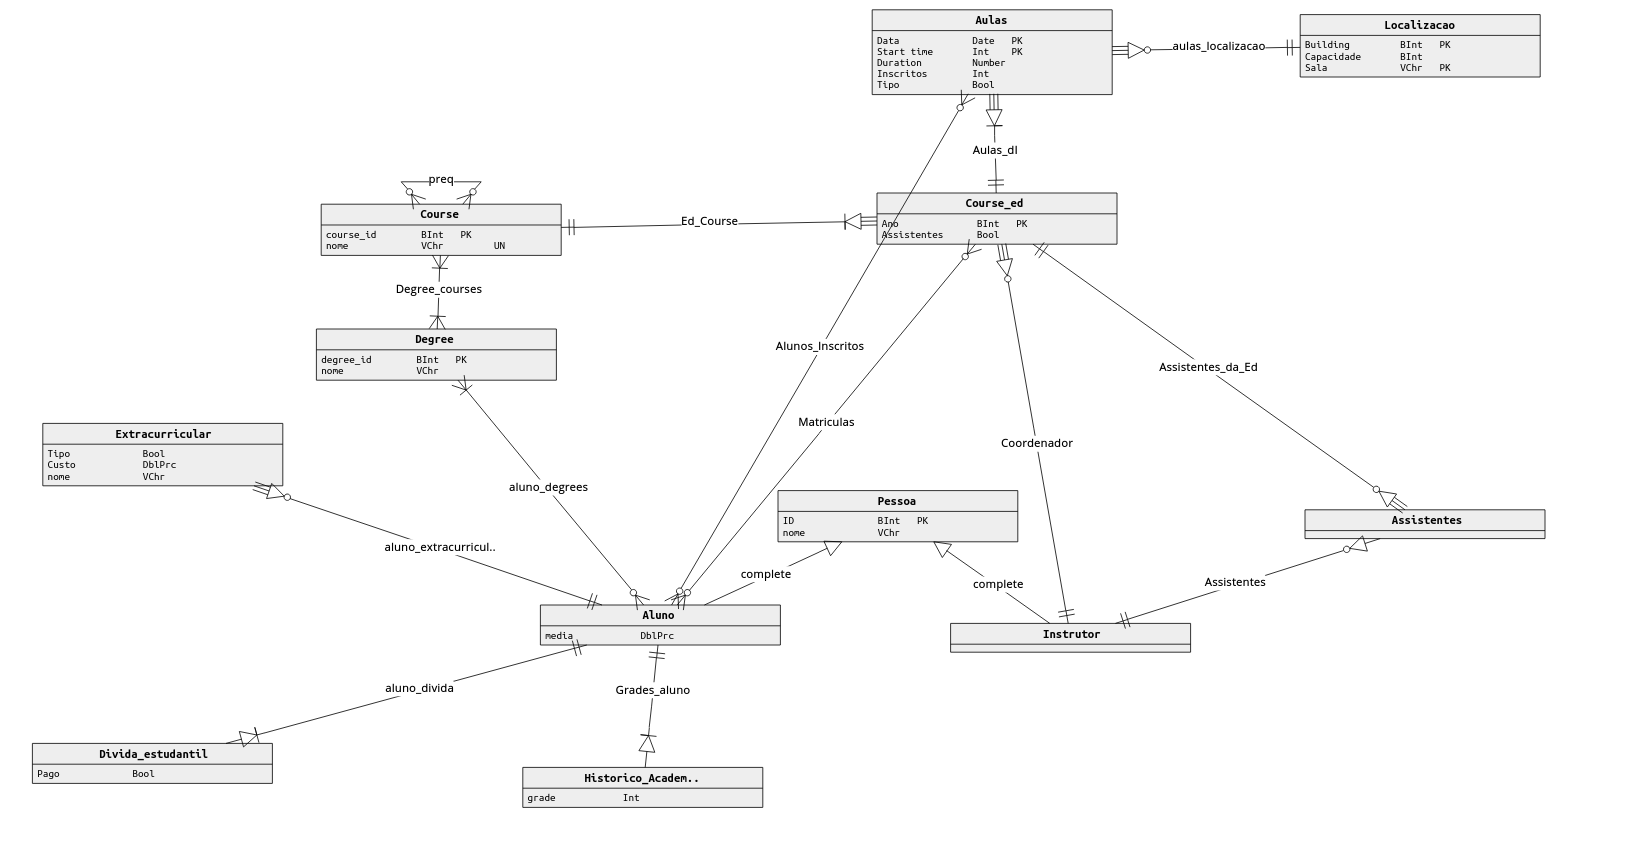 Aulas
Data Date PK
Start time Int PK
Duration Number
Inscritos Int
Tipo Bool
aulas_localizacao
Localizacao
Building BInt PK
Capacidade BInt
Sala VChr PK
Aulas_dI
preq
Course
course_id BInt PK
nome VChr UN
Ed_Course
Course_ed
Ano BInt PK
Assistentes Bool
Degree_courses
Degree
degree_id BInt PK
nome VChr
Alunos_Inscritos
Assistentes_da_Ed
Matriculas
Coordenador
Extracurricular
Tipo Bool
Custo DblPrc
nome VChr
aluno_degrees
Pessoa
ID BInt PK
nome VChr
Assistentes
aluno_extracurricul..
complete
complete
Assistentes
Aluno
media DblPrc
Instrutor
aluno_divida
Grades_aluno
Divida_estudantil
Pago Bool
Historico_Academ..
grade Int